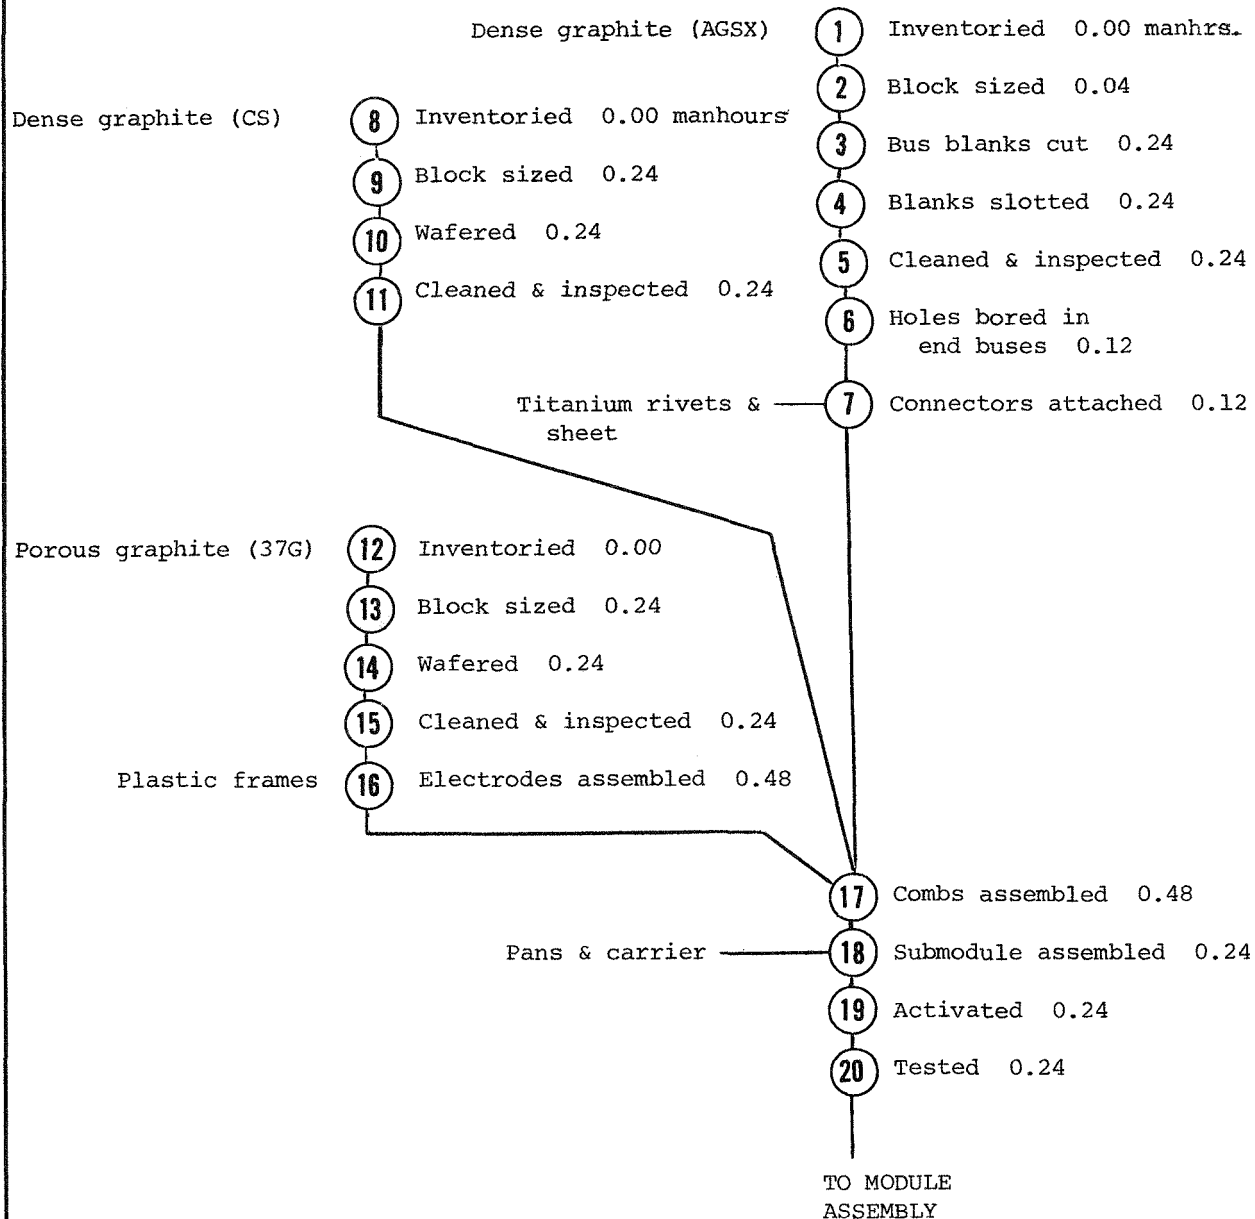 Dense graphite (AGSX)
1 Inventoried 0.00 manhrs.
2 Block sized 0.04
3 Bus blanks cut 0.24
4 Blanks slotted 0.24
5 Cleaned & inspected 0.24
6 Holes bored in
end buses 0.12
Titanium rivets &
sheet
7 Connectors attached 0.12
Dense graphite (CS)
8 Inventoried 0.00 manhours
9 Block sized 0.24
10 Wafered 0.24
11 Cleaned & inspected 0.24
Porous graphite (37G)
12 Inventoried 0.00
13 Block sized 0.24
14 Wafered 0.24
15 Cleaned & inspected 0.24
Plastic frames
16 Electrodes assembled 0.48
17 Combs assembled 0.48
Pans & carrier
18 Submodule assembled 0.24
19 Activated 0.24
20 Tested 0.24
TO MODULE
ASSEMBLY